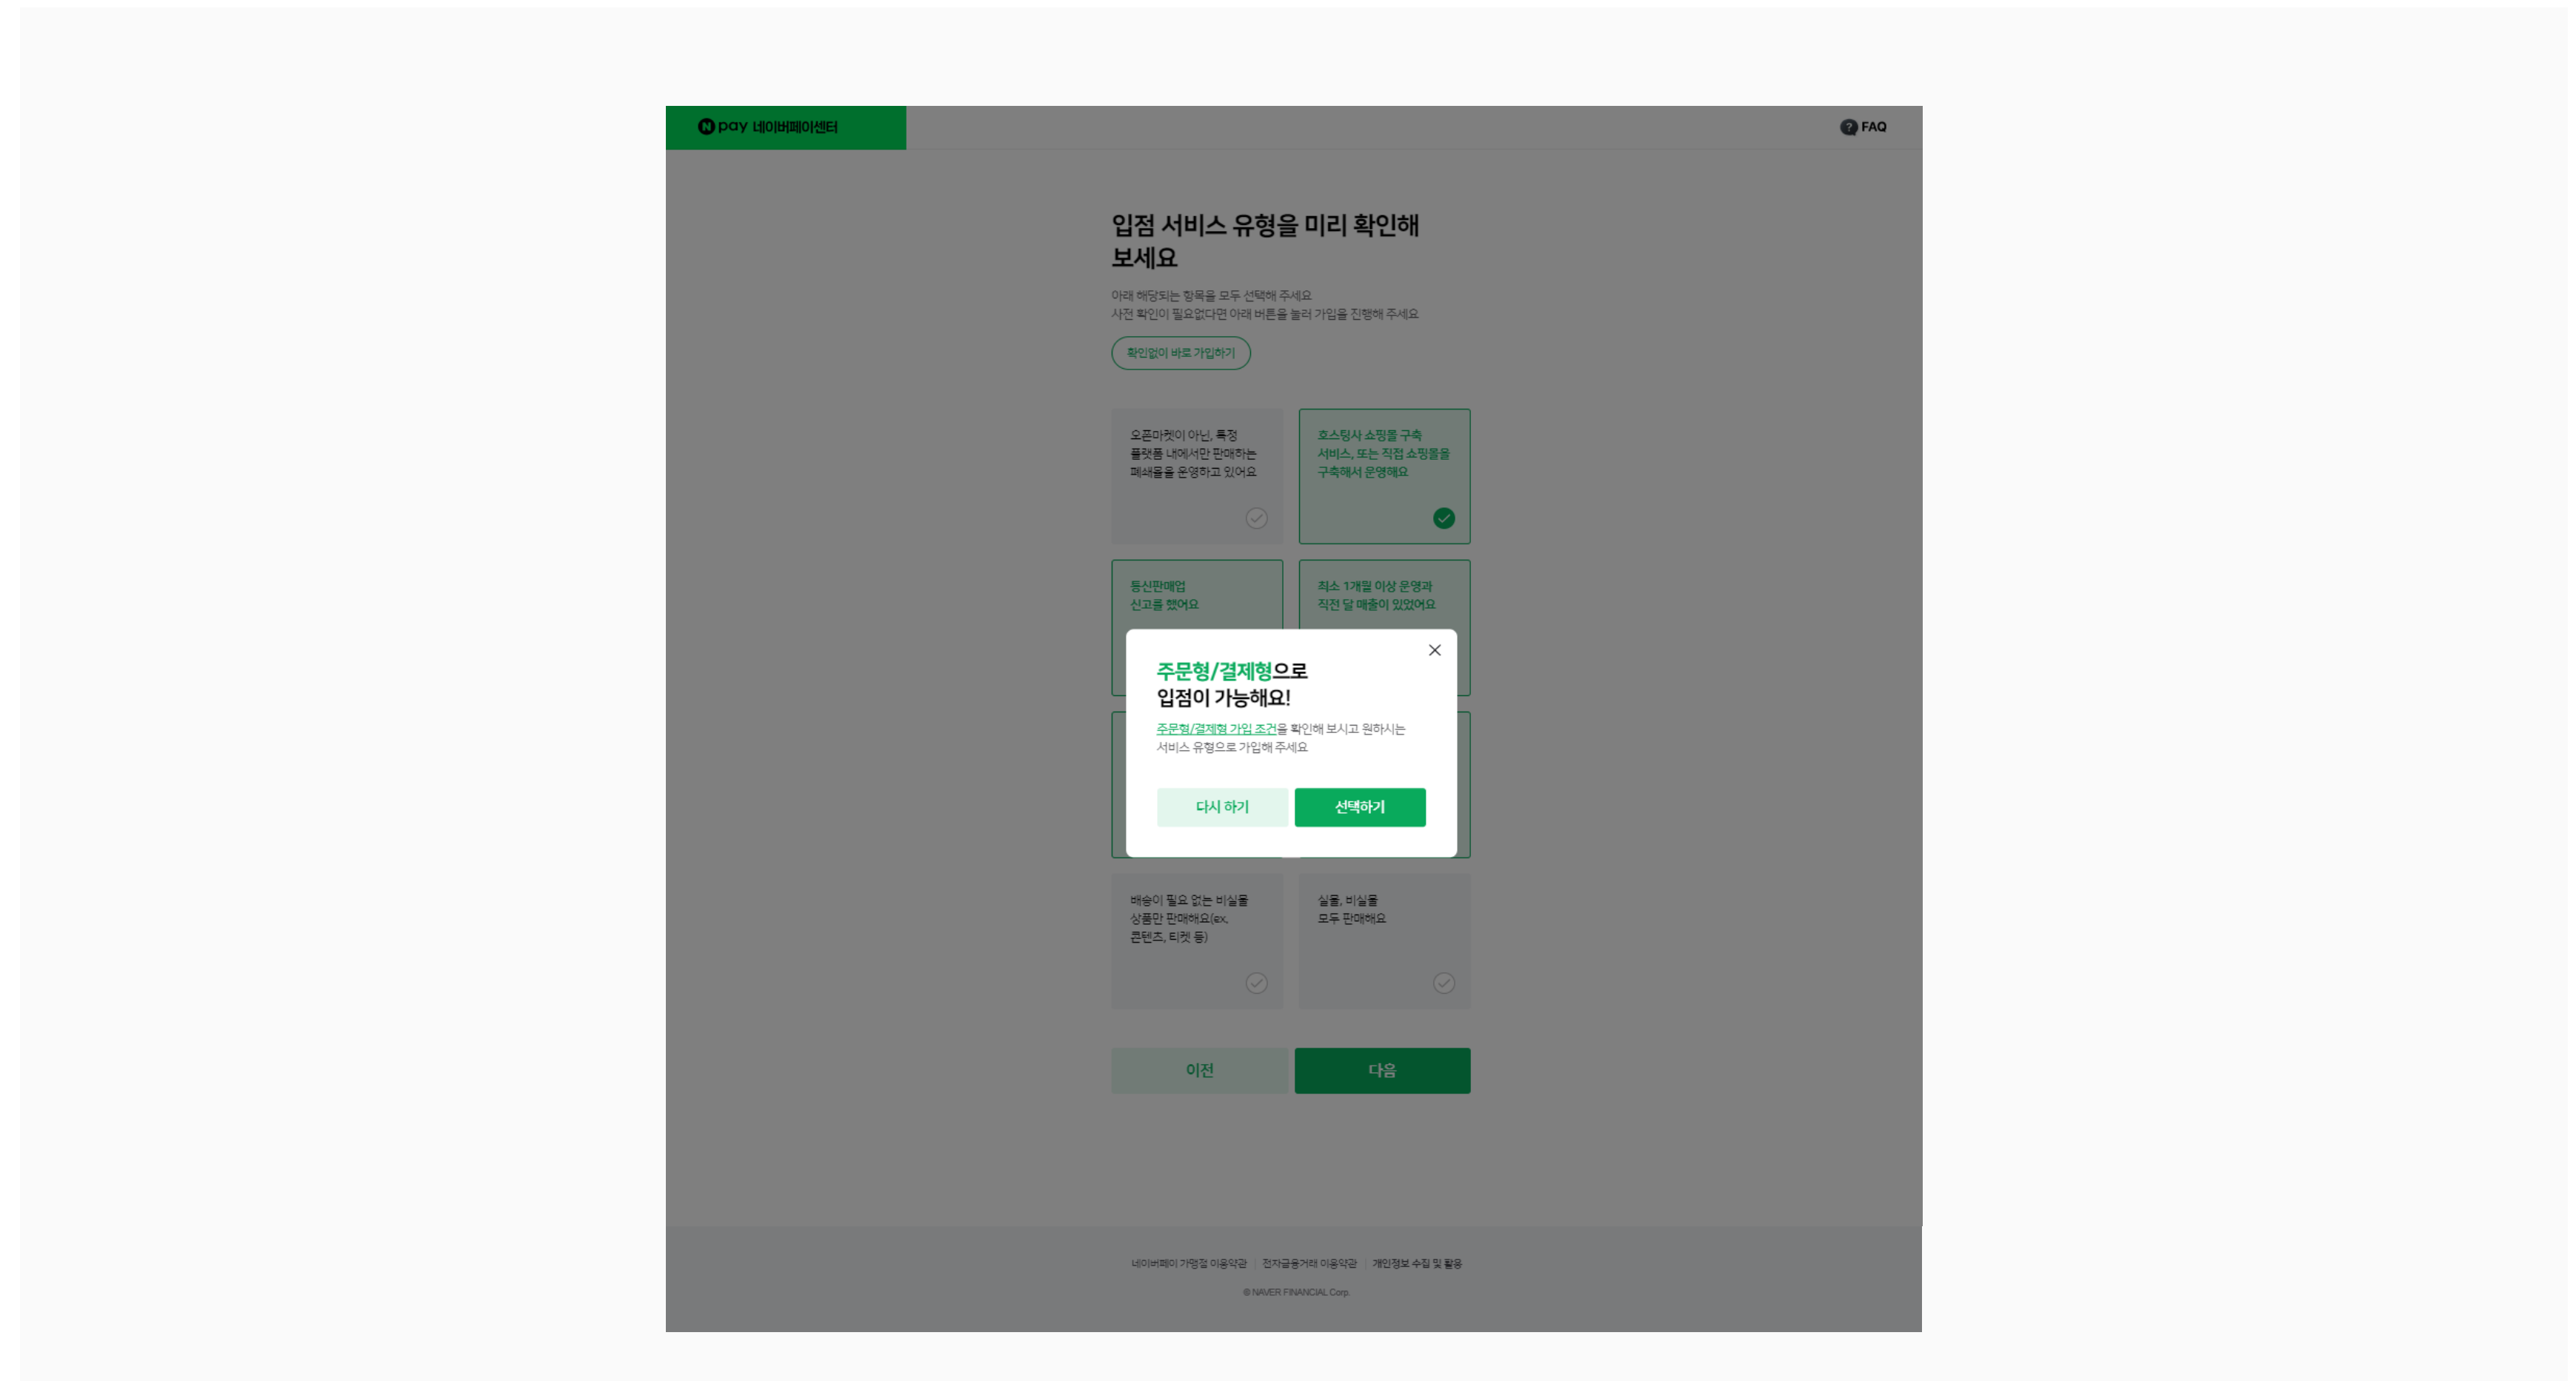 N pay 네이버페이센터
? FAQ
입점 서비스 유형을 미리 확인해
보세요
아래 해당되는 항목을 모두 선택해 주세요
사전 확인이 필요없다면 아래 버튼을 눌러 가입을 진행해 주세요
확인없이 바로 가입하기
오픈마켓이 아닌, 특정
플랫폼 내에서만 판매하는
폐쇄몰을 운영하고 있어요
호스팅사 쇼핑몰 구축
서비스, 또는 직접 쇼핑몰을
구축해서 운영해요
통신판매업
신고를 했어요
최소 1개월 이상 운영과
직전 달 매출이 있었어요
주문형/결제형으로
입점이 가능해요!
주문형/결제형 가입 조건을 확인해 보시고 원하시는
서비스 유형으로 가입해 주세요
다시 하기
선택하기
배송이 필요 없는 비실물
상품만 판매해요(ex,
콘텐츠, 티켓 등)
실물, 비실물
모두 판매해요
이전
다음
네이버페이 가맹점 이용약관 | 전자금융거래 이용약관 | 개인정보 수집 및 활용
© NAVER FINANCIAL Corp.